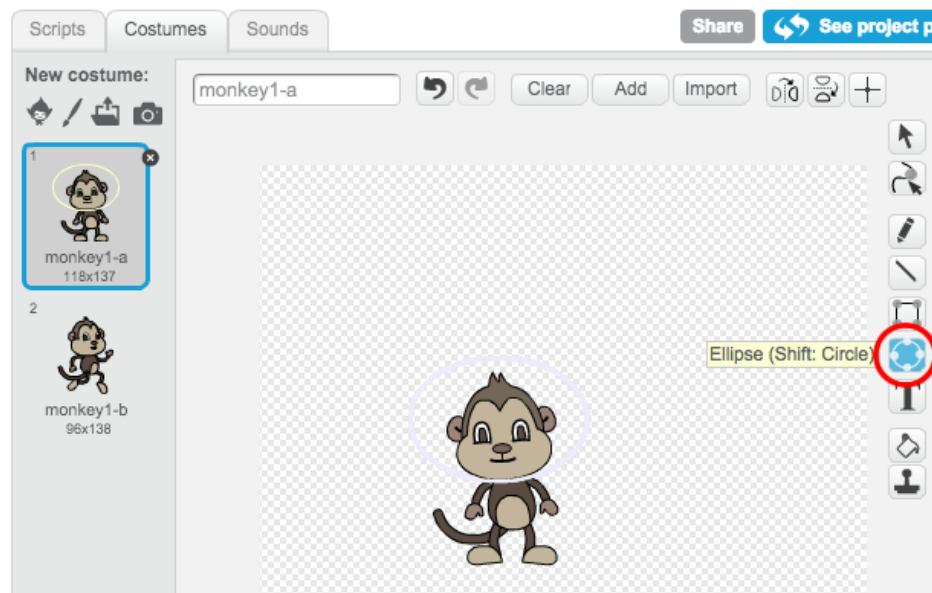 Scripts Costumes Sounds Share See project p
New costume:
monkey1-a Clear Add Import
1
monkey1-a
118x137
2
Ellipse (Shift: Circle)
T
monkey1-b
96x138